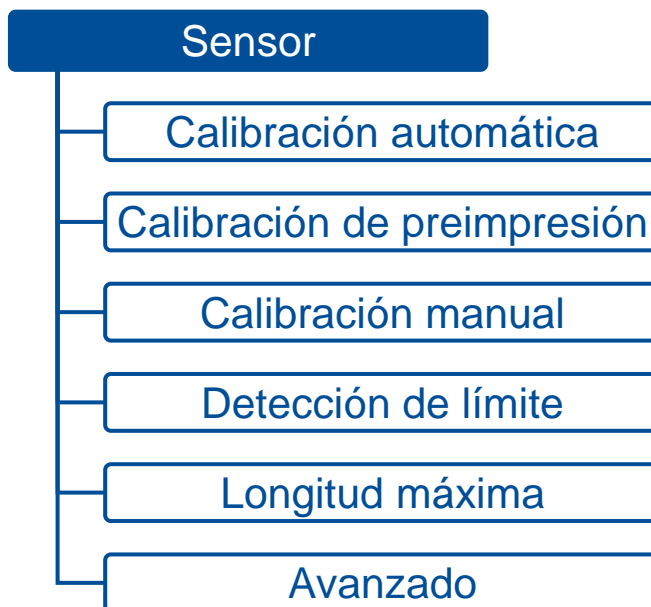 Sensor
Calibración automática
Calibración de preimpresión
Calibración manual
Detección de límite
Longitud máxima
Avanzado